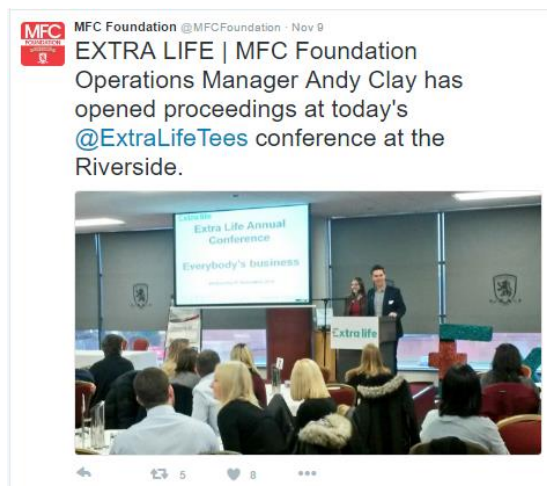 MFC
FOUNDATION
MFC Foundation @MFCFoundation · Nov 9
EXTRA LIFE | MFC Foundation
Operations Manager Andy Clay has
opened proceedings at today's
@ExtraLifeTees conference at the
Riverside.
Extra life
Extra Life Annual
Conference
Everybody's business
Extra life
5
8